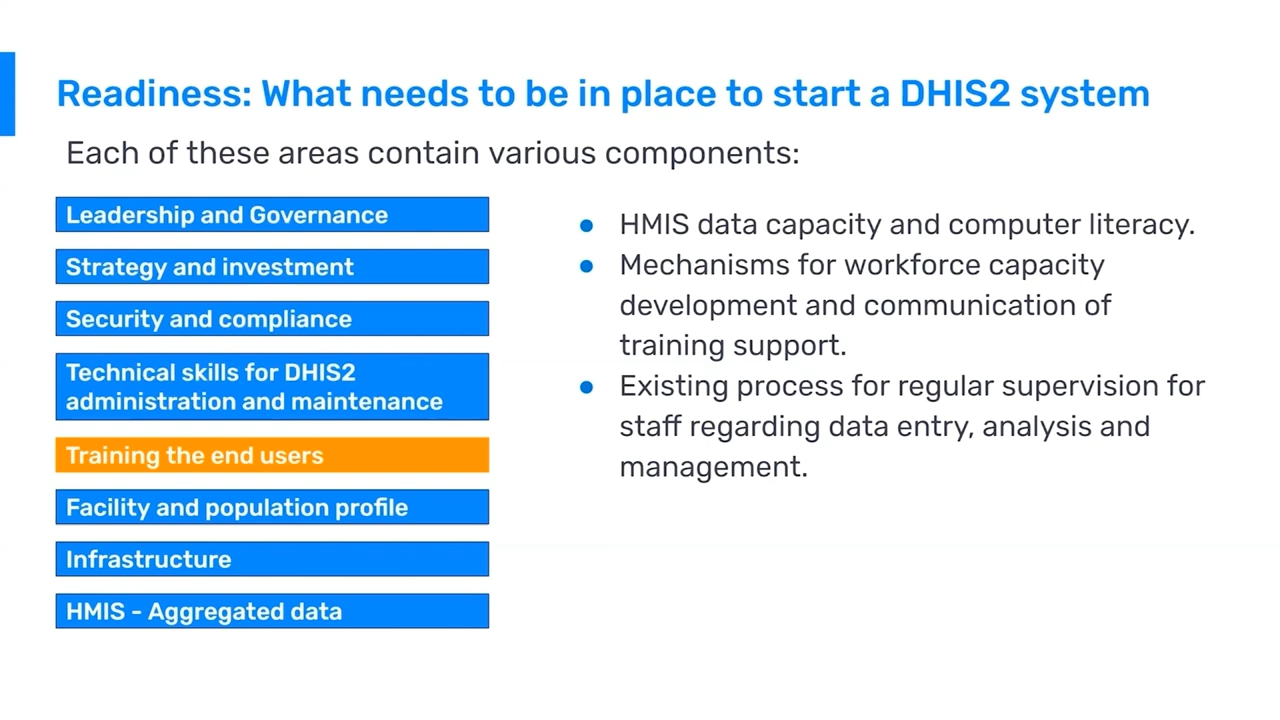 Readiness: What needs to be in place to start a DHIS2 system
Each of these areas contain various components:
Leadership and Governance
Strategy and investment
Security and compliance
Technical skills for DHIS2
administration and maintenance
Training the end users
Facility and population profile
Infrastructure
HMIS - Aggregated data
● HMIS data capacity and computer literacy.
● Mechanisms for workforce capacity
development and communication of
training support.
● Existing process for regular supervision for
staff regarding data entry, analysis and
management.